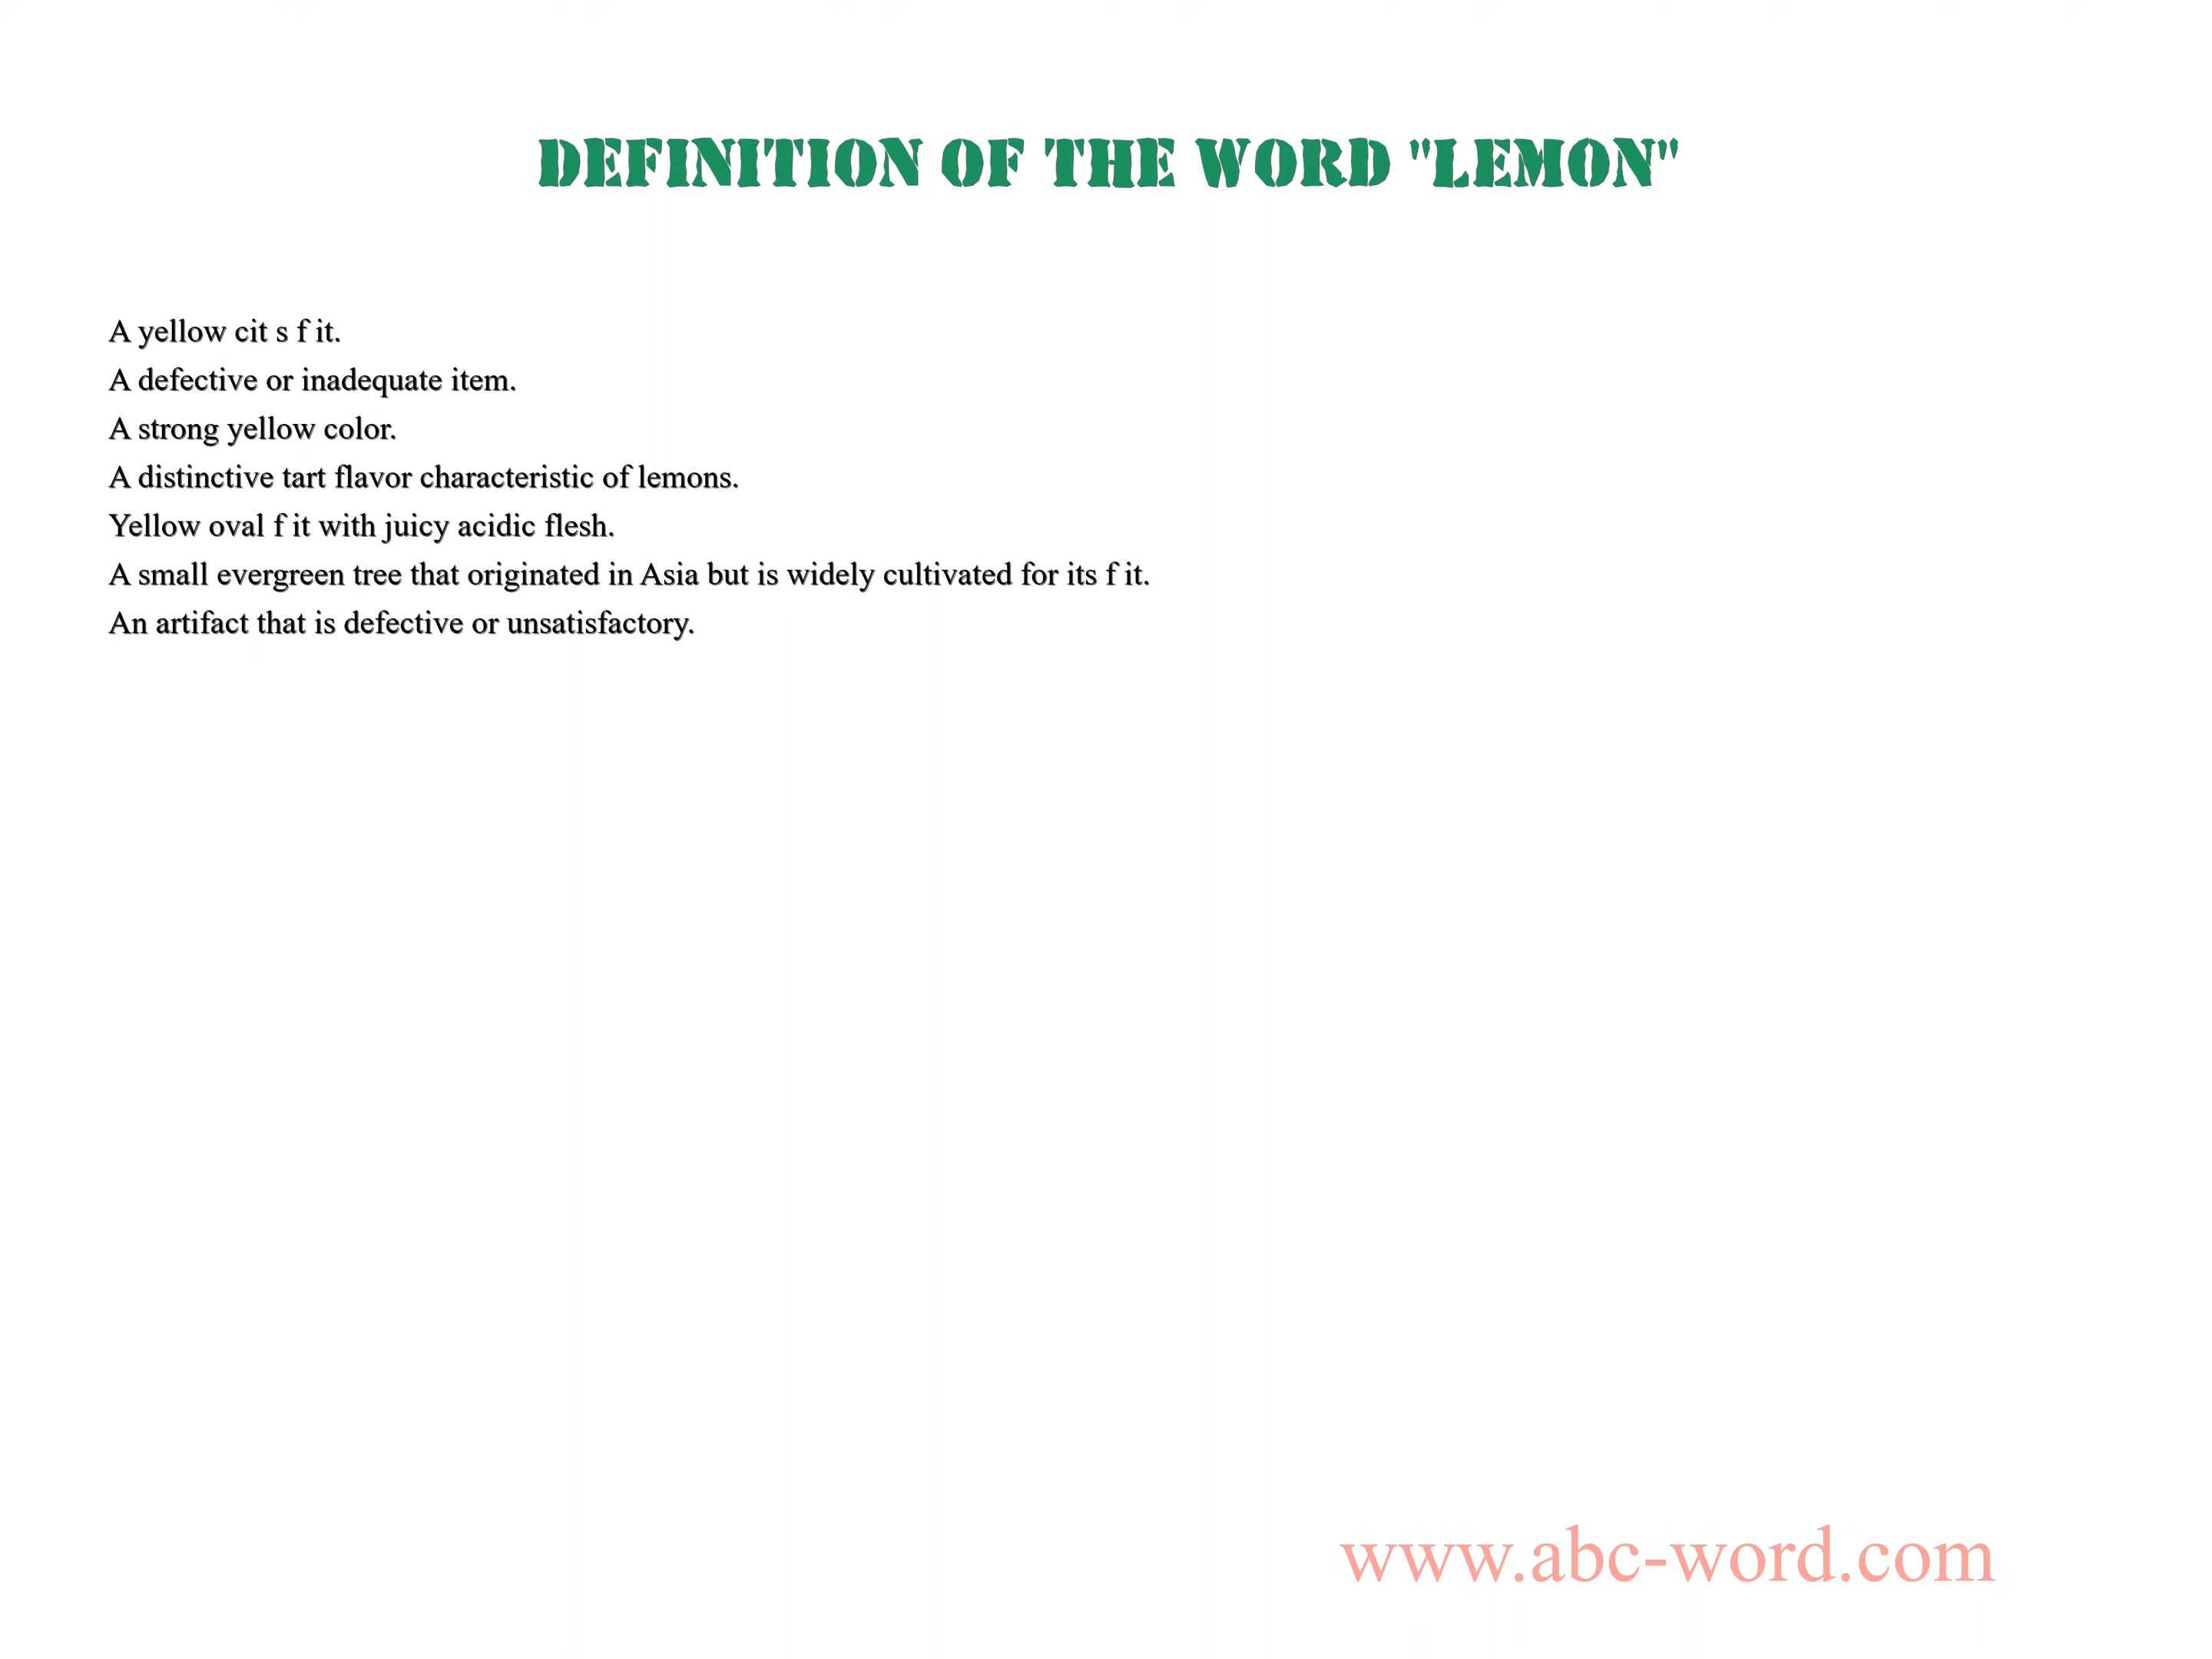 DEFINITION OF THE WORD "LEMON"
A yellow cit s f it.
A defective or inadequate item.
A strong yellow color.
A distinctive tart flavor characteristic of lemons.
Yellow oval f it with juicy acidic flesh.
A small evergreen tree that originated in Asia but is widely cultivated for its f it.
An artifact that is defective or unsatisfactory.
www.abc-word.com